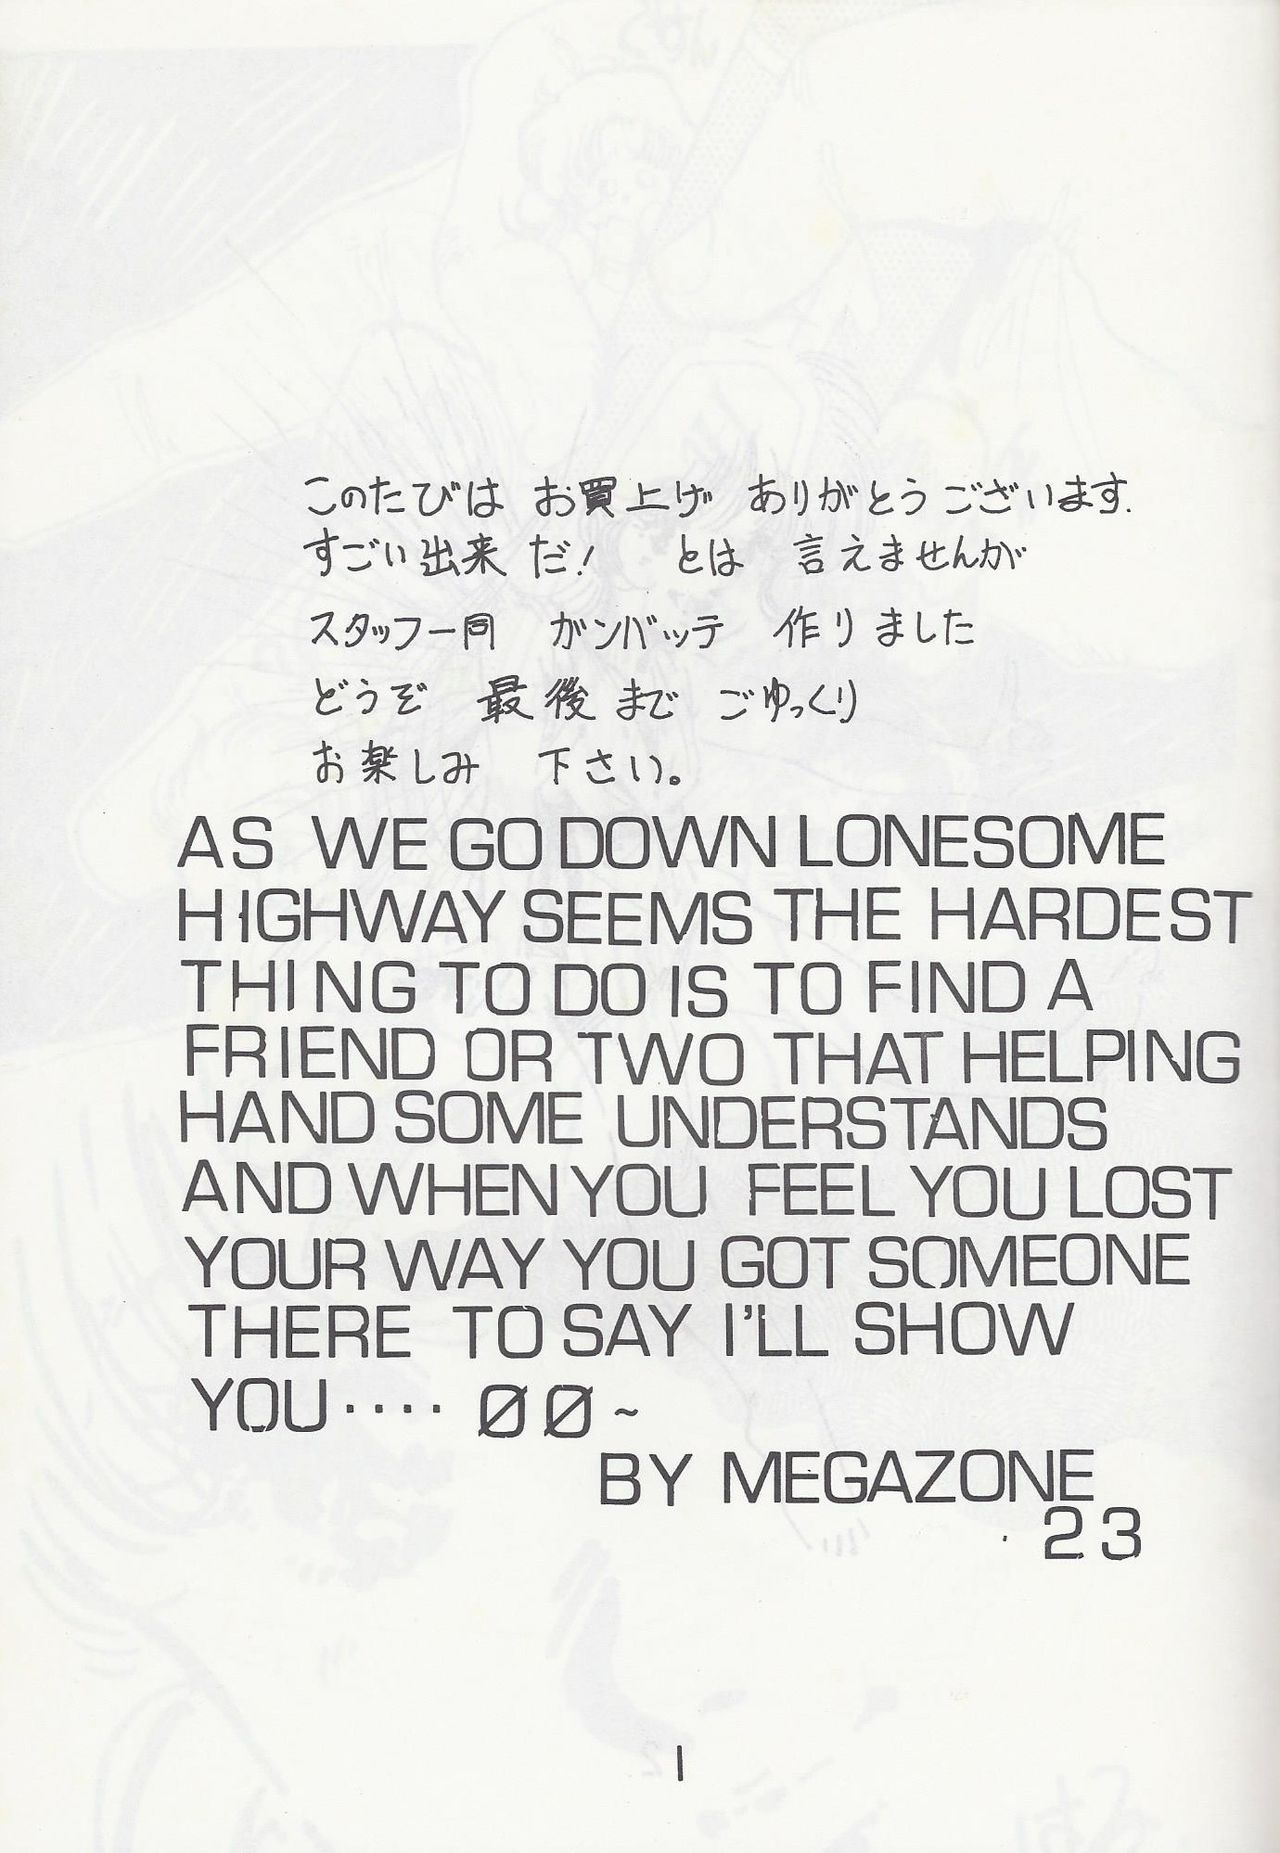 このたびは お買上げ ありがとうございます.
すごい出来 だ! とは 言えませんが
スタッフ一同 ガンバッテ 作りました
どうぞ 最後まで ごゆっくり
お楽しみ 下さい。
AS WE GO DOWN LONESOME
HIGHWAY SEEMS THE HARDEST
THING TO DO IS TO FIND A
FRIEND OR TWO THAT HELPING
HAND SOME UNDERSTANDS
AND WHEN YOU FEEL YOU LOST
YOUR WAY YOU GOT SOMEONE
THERE TO SAY I'LL SHOW
YOU···· ØØ~
BY MEGAZONE
23
1